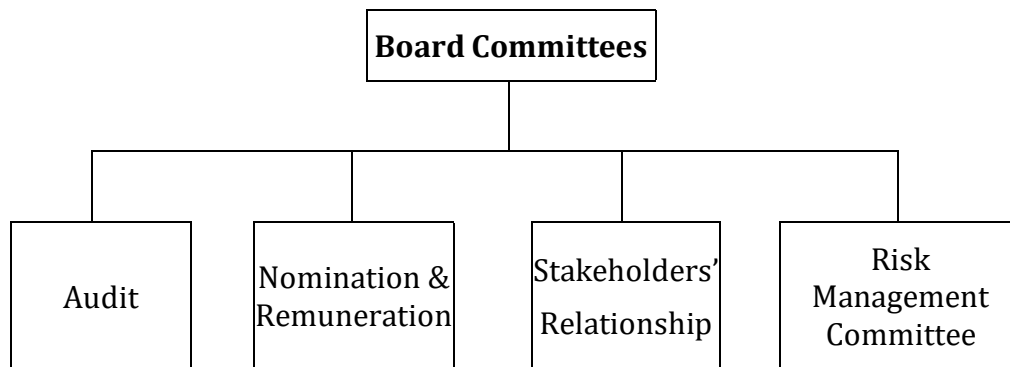 Board Committees
Audit
Nomination &
Remuneration
Stakeholders’
Relationship
Risk
Management
Committee